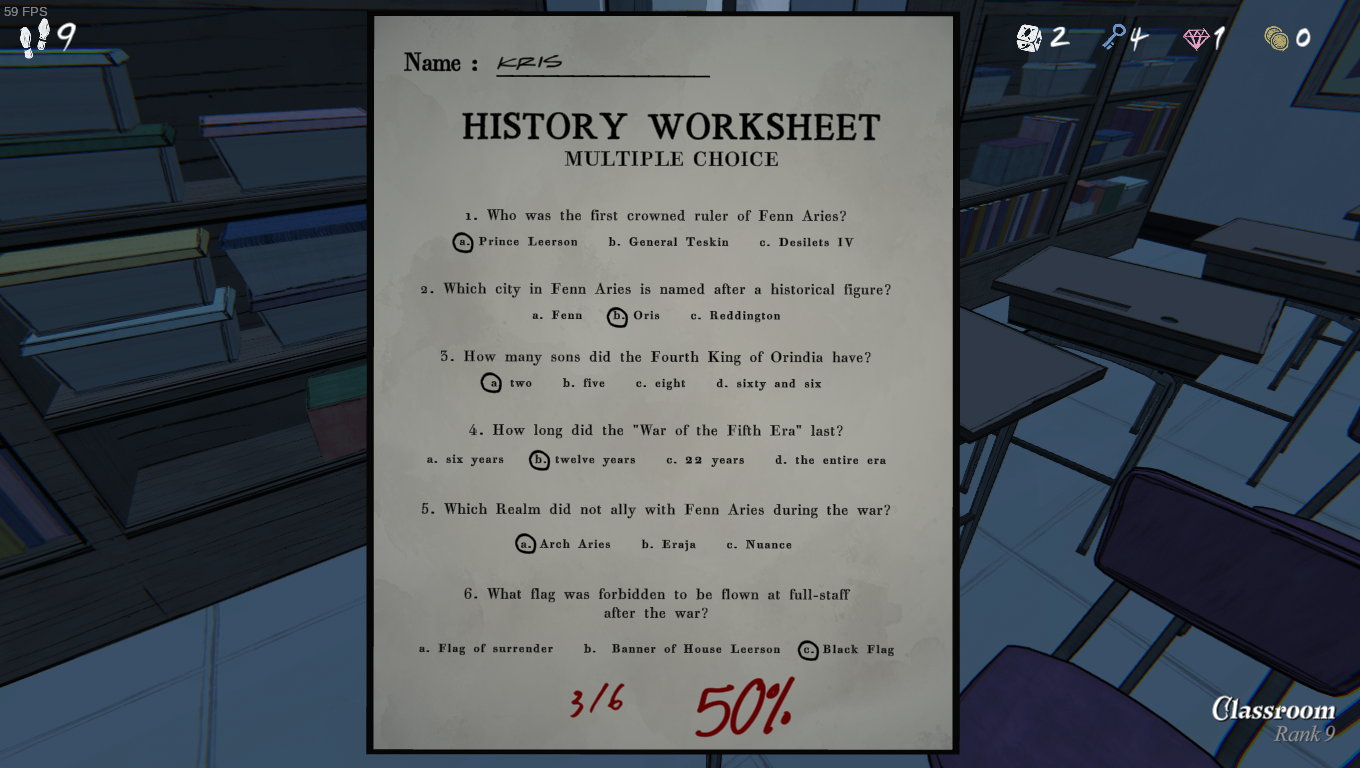 59 FPS
9
2 4 1 0
Name : KRIS
HISTORY WORKSHEET
MULTIPLE CHOICE
1. Who was the first crowned ruler of Fenn Aries?
a. Prince Leerson b. General Teskin c. Desilets IV
2. Which city in Fenn Aries is named after a historical figure?
a. Fenn b. Oris c. Reddington
3. How many sons did the Fourth King of Orindia have?
a two b. five c. eight d. sixty and six
4. How long did the "War of the Fifth Era" last?
a. six years b. twelve years c. 22 years d. the entire era
5. Which Realm did not ally with Fenn Aries during the war?
a. Arch Aries b. Eraja c. Nuance
6. What flag was forbidden to be flown at full-staff
after the war?
a. Flag of surrender b. Banner of House Leerson c. Black Flag
3/6 50%
Classroom
Rank 9